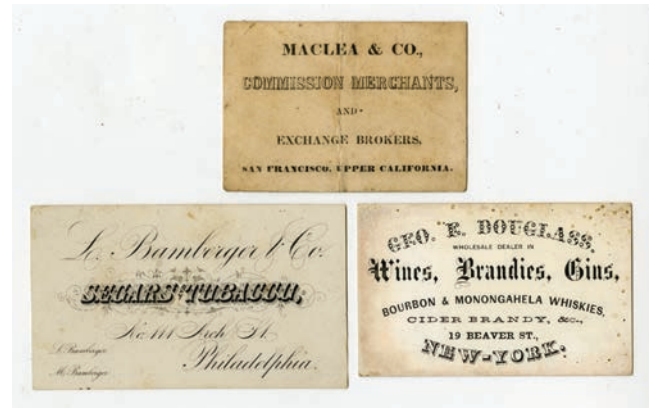 MACLEA & CO.,
COMMISSION MERCHANTS,
AND
EXCHANGE BROKERS,
SAN FRANCISCO, UPPER CALIFORNIA.
L. Bamberger & Co.
SEGARS & TOBACCO,
No. 111 Arch St.
Philadelphia.
L. Bamberger
M. Bamberger
GEO. R. DOUGLASS.
WHOLESALE DEALER IN
Wines, Brandies, Gins,
BOURBON & MONONGAHELA WHISKIES,
CIDER BRANDY, &c.,
19 BEAVER ST.,
NEW-YORK.